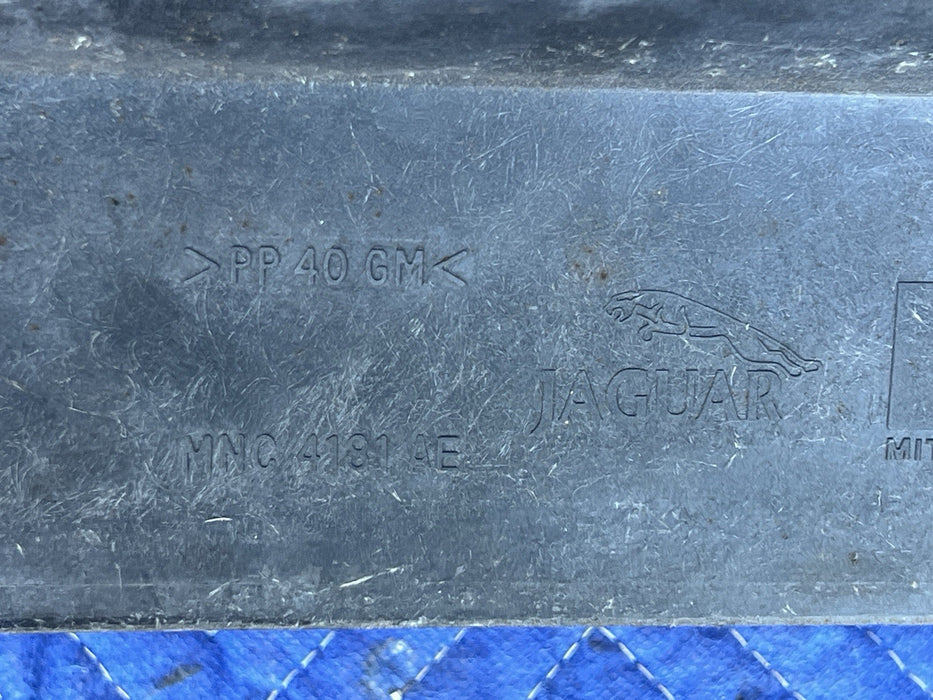 >PP 40 GM<
JAGUAR
MNC 4181 AE
MIT